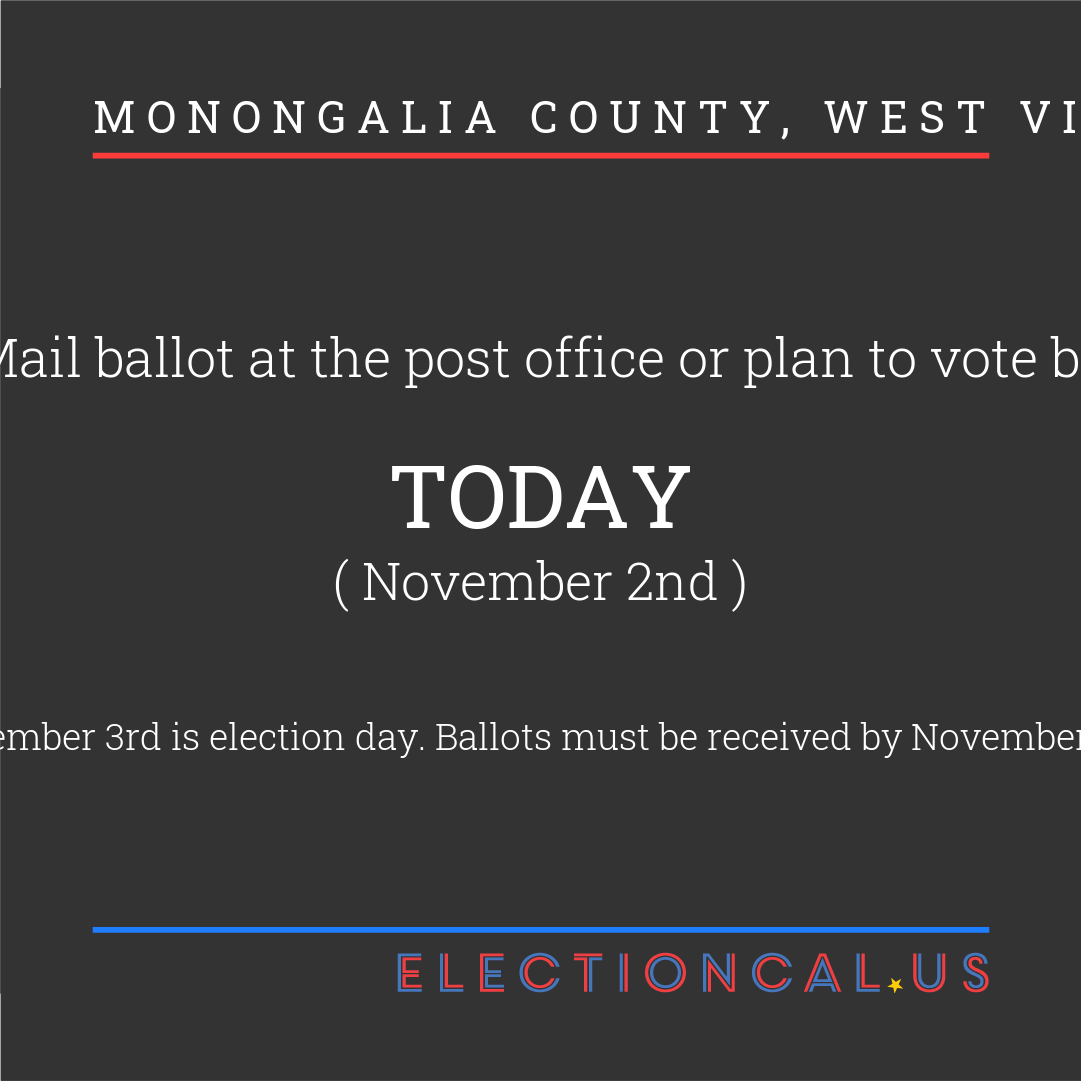 MONONGALIA COUNTY, WEST VI
Mail ballot at the post office or plan to vote b
TODAY
( November 2nd )
ember 3rd is election day. Ballots must be received by November
ELECTIONCAL.US